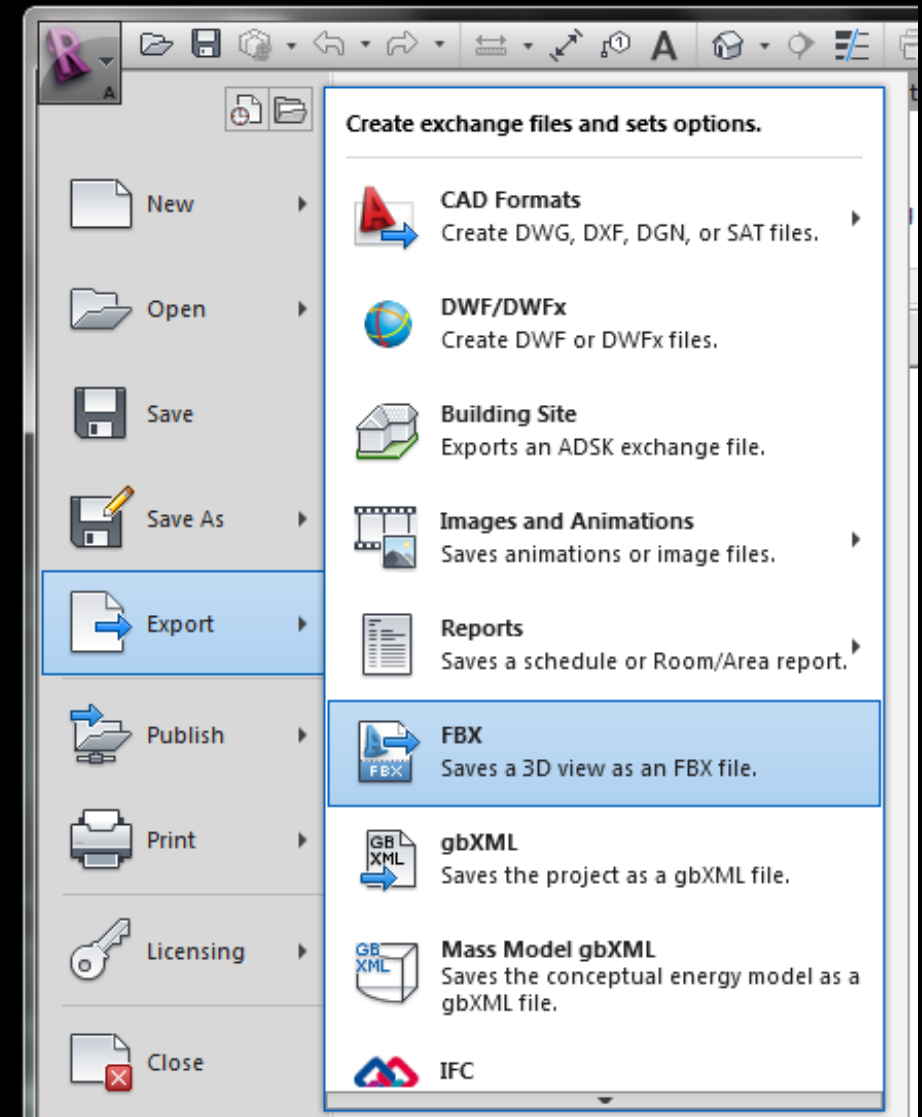 R
A
A
New
Open
Save
Save As
Export
Publish
Print
Licensing
Close
Create exchange files and sets options.
CAD Formats
Create DWG, DXF, DGN, or SAT files.
DWF/DWFx
Create DWF or DWFx files.
Building Site
Exports an ADSK exchange file.
Images and Animations
Saves animations or image files.
Reports
Saves a schedule or Room/Area report.
FBX
FBX
Saves a 3D view as an FBX file.
GB
XML
gbXML
Saves the project as a gbXML file.
GB
XML
Mass Model gbXML
Saves the conceptual energy model as a
gbXML file.
IFC